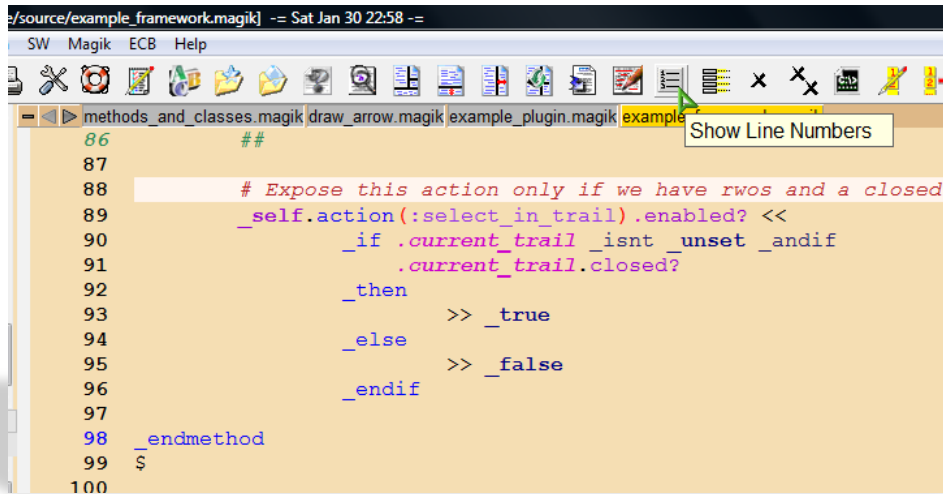 e/source/example_framework.magik] -= Sat Jan 30 22:58 -=
SW Magik ECB Help
methods_and_classes.magik draw_arrow.magik example_plugin.magik example
Show Line Numbers
86 ##
87
88 # Expose this action only if we have rwos and a closed
89 _self.action(:select_in_trail).enabled? <<
90 _if .current_trail _isnt _unset _andif
91 .current_trail.closed?
92 _then
93 >> _true
94 _else
95 >> _false
96 _endif
97
98 _endmethod
99 $
100